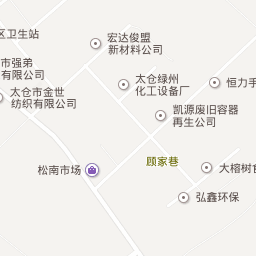 区卫生站
宏达俊盟
新材料公司
市强弟
有限公司
太仓绿州
化工设备厂
恒力手
太仓市金世
纺织有限公司
凯源废旧容器
再生公司
顾家巷
松南市场
大榕树食
弘鑫环保